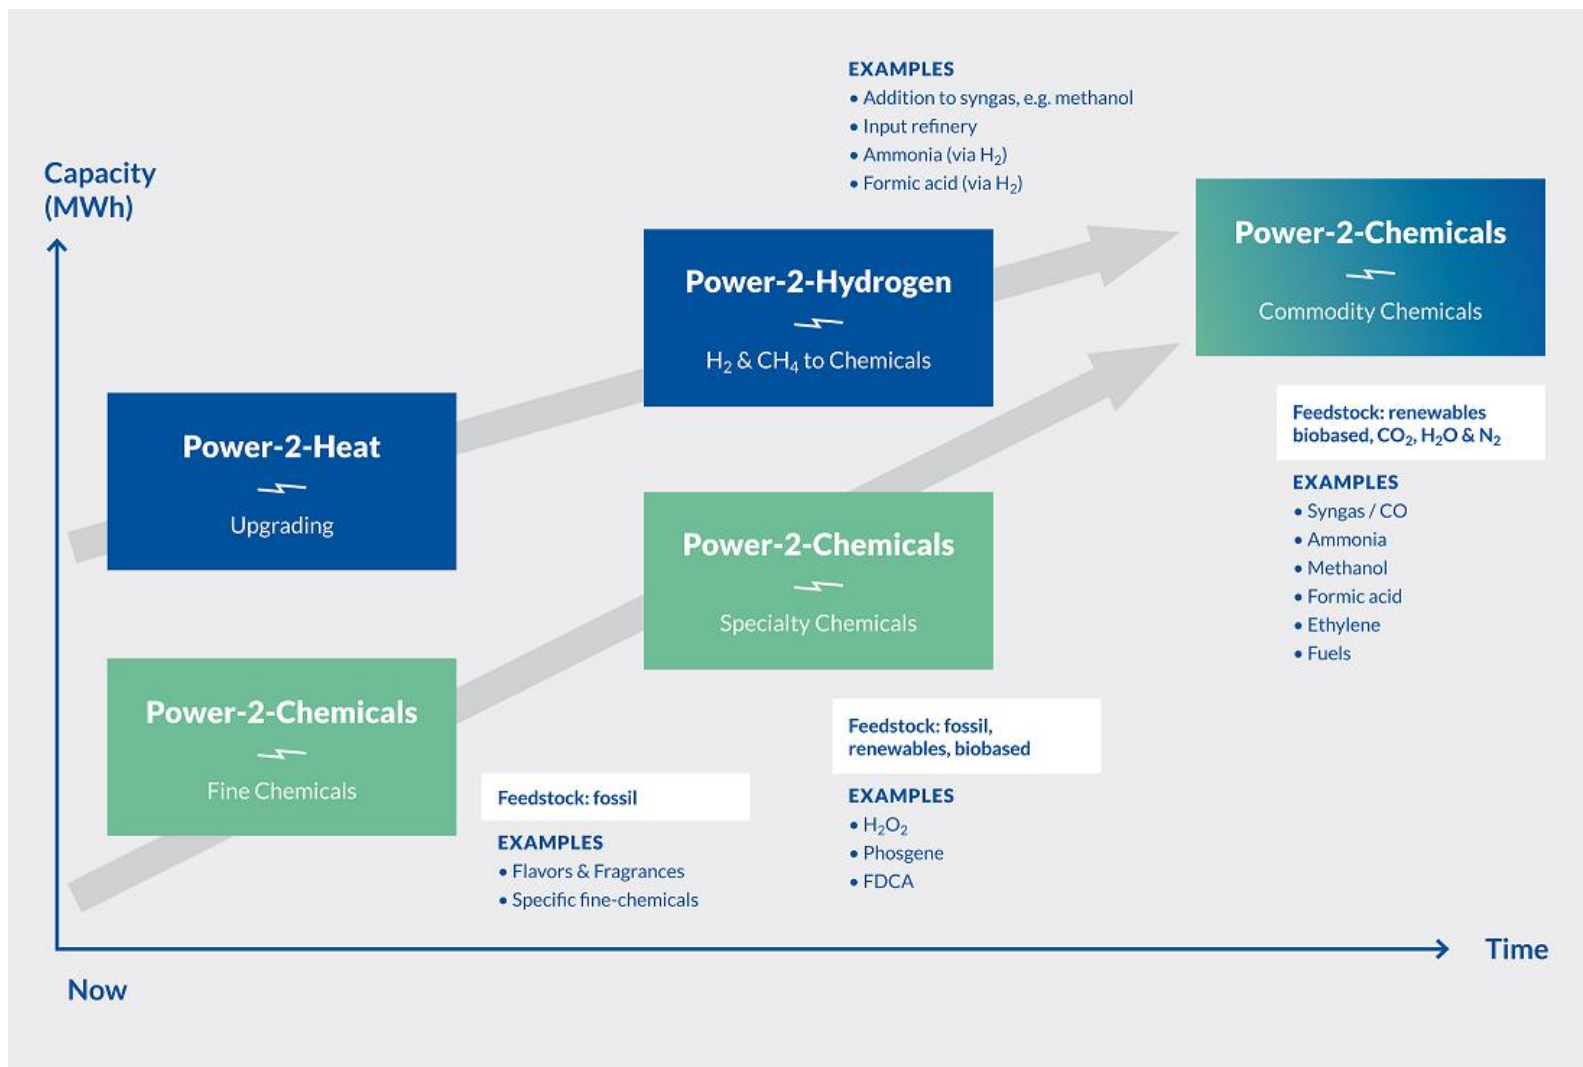 EXAMPLES
• Addition to syngas, e.g. methanol
• Input refinery
• Ammonia (via H₂)
• Formic acid (via H₂)
Capacity
(MWh)
Power-2-Chemicals
Commodity Chemicals
Power-2-Hydrogen
H₂ & CH₄ to Chemicals
Power-2-Heat
Upgrading
Feedstock: renewables
biobased, CO₂, H₂O & N₂
EXAMPLES
• Syngas / CO
• Ammonia
• Methanol
• Formic acid
• Ethylene
• Fuels
Power-2-Chemicals
Specialty Chemicals
Power-2-Chemicals
Fine Chemicals
Feedstock: fossil,
renewables, biobased
EXAMPLES
• H₂O₂
• Phosgene
• FDCA
Feedstock: fossil
EXAMPLES
• Flavors & Fragrances
• Specific fine-chemicals
Time
Now